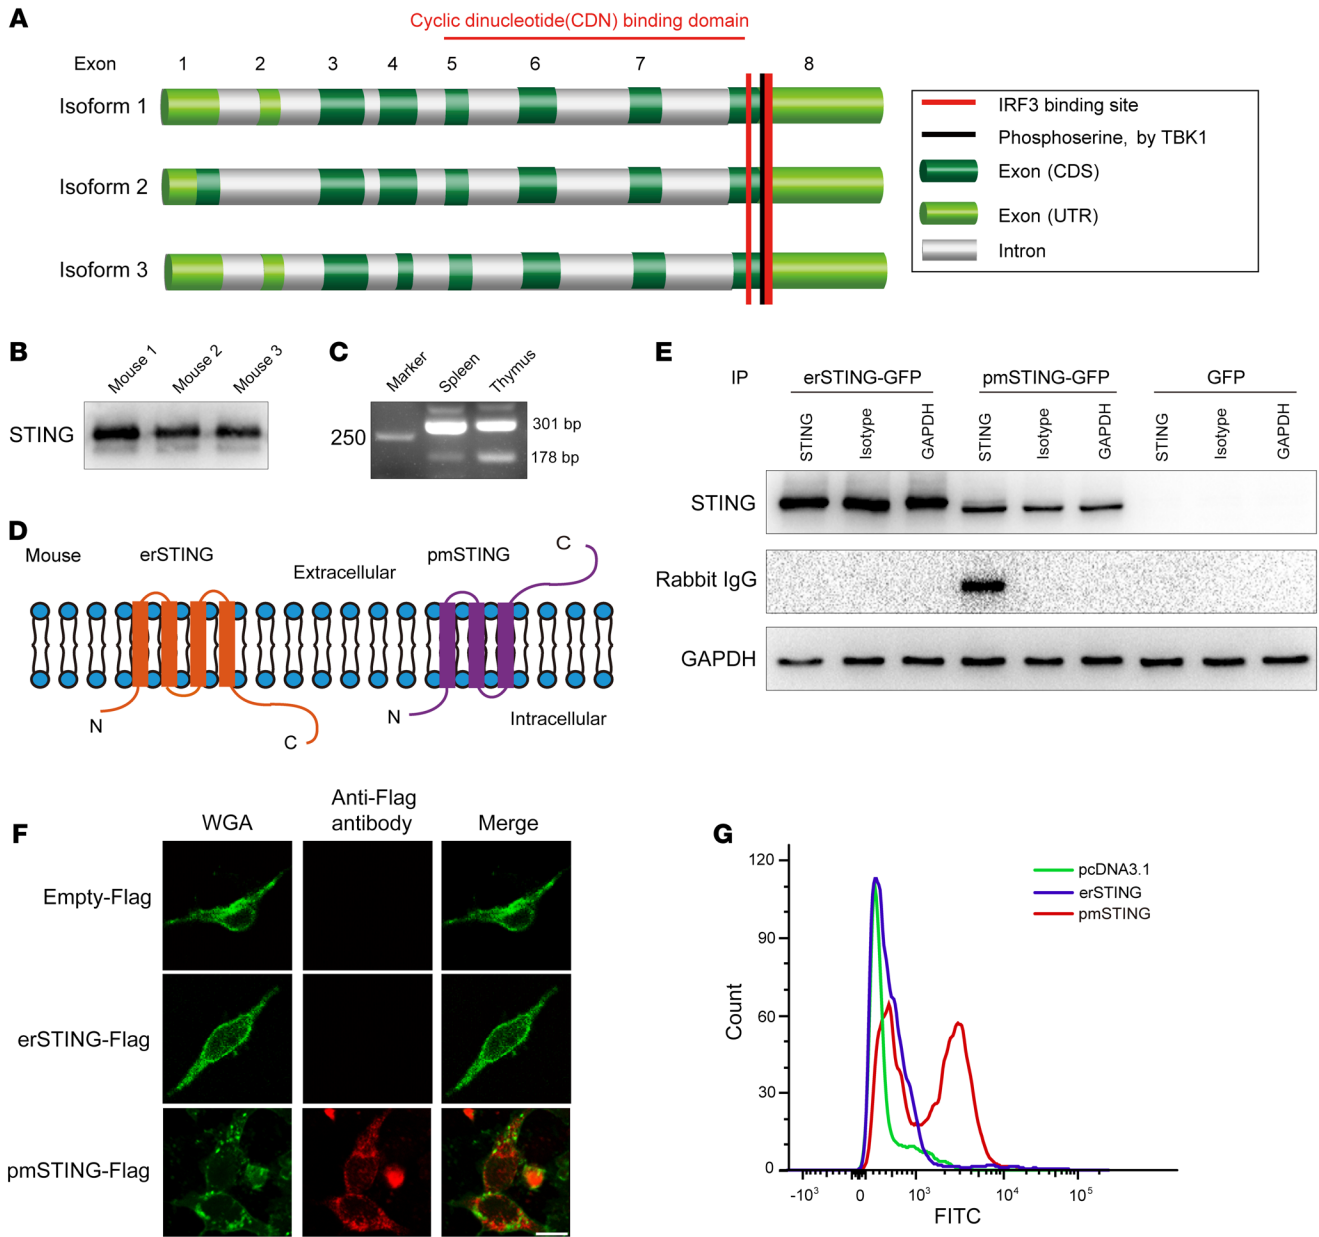 A
Cyclic dinucleotide(CDN) binding domain
Exon 1 2 3 4 5 6 7 8
Isoform 1
Isoform 2
Isoform 3
IRF3 binding site
Phosphoserine, by TBK1
Exon (CDS)
Exon (UTR)
Intron
B
Mouse 1 Mouse 2 Mouse 3
STING
C
Marker Spleen Thymus
250
301 bp
178 bp
D
Mouse erSTING Extracellular pmSTING C
N C N Intracellular
E
IP erSTING-GFP pmSTING-GFP GFP
STING Isotype GAPDH STING Isotype GAPDH STING Isotype GAPDH
STING
Rabbit IgG
GAPDH
F
WGA Anti-Flag antibody Merge
Empty-Flag
erSTING-Flag
pmSTING-Flag
G
pcDNA3.1
erSTING
pmSTING
Count
120
90
60
30
0
-10³ 0 10³ 10⁴ 10⁵
FITC